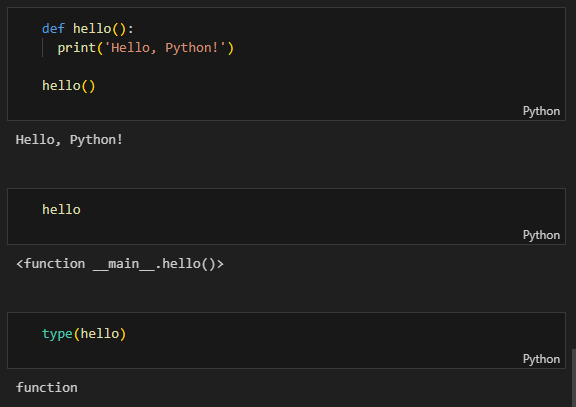 def hello():
  print('Hello, Python!')
hello()
Python
Hello, Python!
hello
Python
<function __main__.hello()>
type(hello)
Python
function